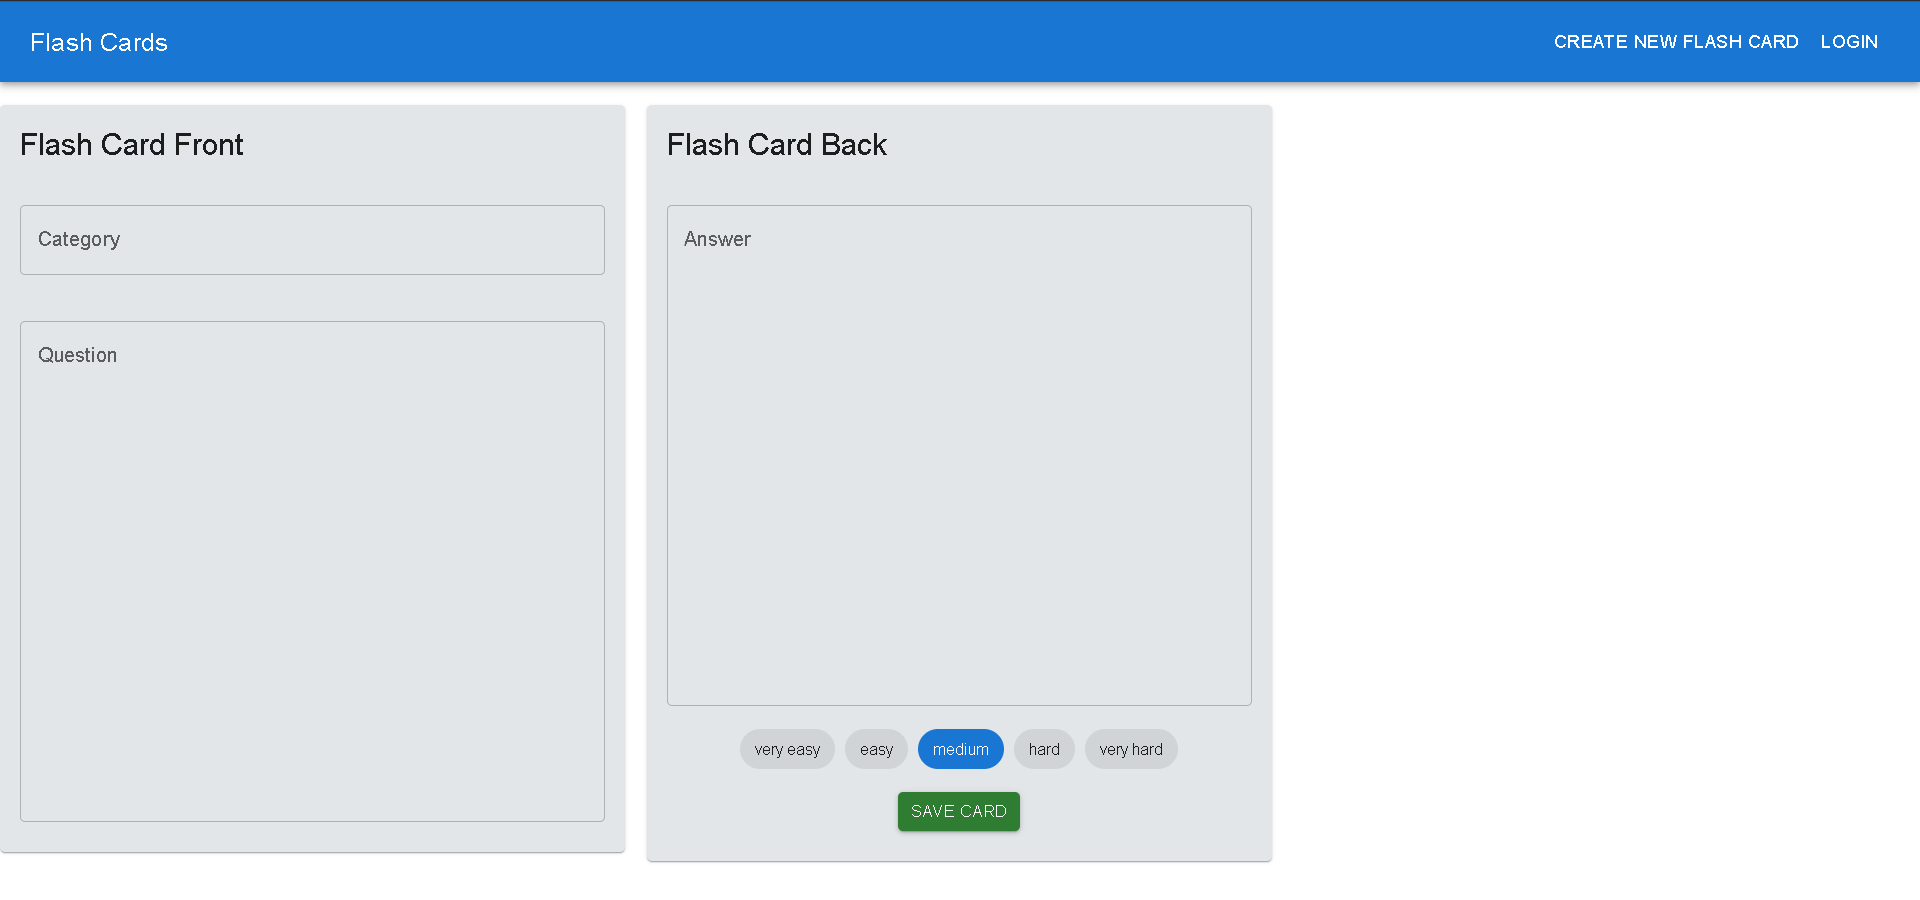 Flash Cards
CREATE NEW FLASH CARD LOGIN
Flash Card Front
Category
Question
Flash Card Back
Answer
very easy easy medium hard very hard
SAVE CARD